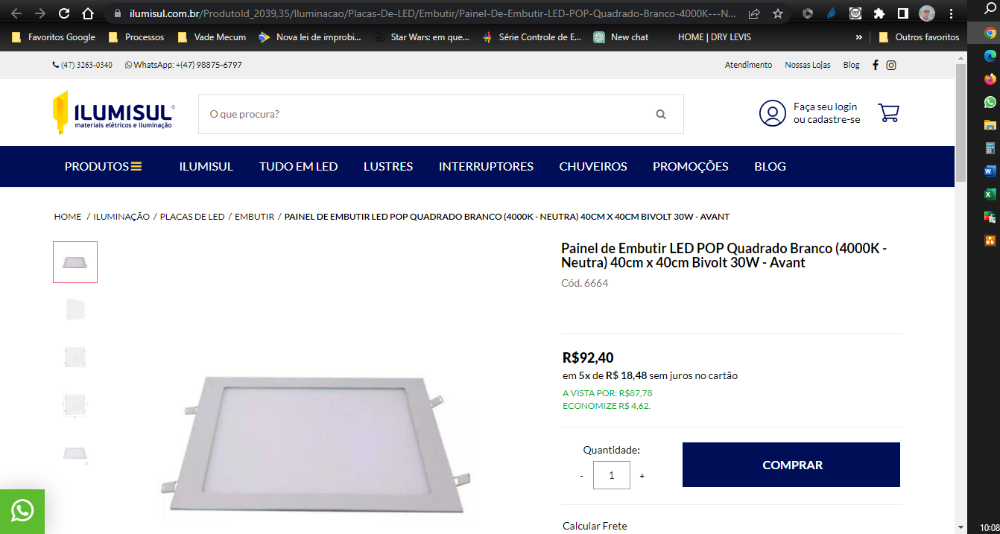 ilumisul.com.br/ProdutoId_2039,35/Iluminacao/Placas-De-LED/Embutir/Painel-De-Embutir-LED-POP-Quadrado-Branco-4000K---N...
Favoritos Google
Processos
Vade Mecum
Nova lei de improbi...
Star Wars: em que...
Série Controle de E...
New chat
HOME | DRY LEVIS
»
Outros favoritos
(47) 3263-0340
WhatsApp: +(47) 98875-6797
Atendimento
Nossas Lojas
Blog
ILUMISUL®
materiais elétricos e iluminação
O que procura?
Faça seu login
ou cadastre-se
PRODUTOS
ILUMISUL
TUDO EM LED
LUSTRES
INTERRUPTORES
CHUVEIROS
PROMOÇÕES
BLOG
HOME / ILUMINAÇÃO / PLACAS DE LED / EMBUTIR / PAINEL DE EMBUTIR LED POP QUADRADO BRANCO (4000K - NEUTRA) 40CM X 40CM BIVOLT 30W - AVANT
Painel de Embutir LED POP Quadrado Branco (4000K -
Neutra) 40cm x 40cm Bivolt 30W - Avant
Cód. 6664
R$92,40
em 5x de R$ 18,48 sem juros no cartão
A VISTA POR: R$87,78
ECONOMIZE R$ 4,62.
Quantidade:
- 1 +
COMPRAR
Calcular Frete
10:08